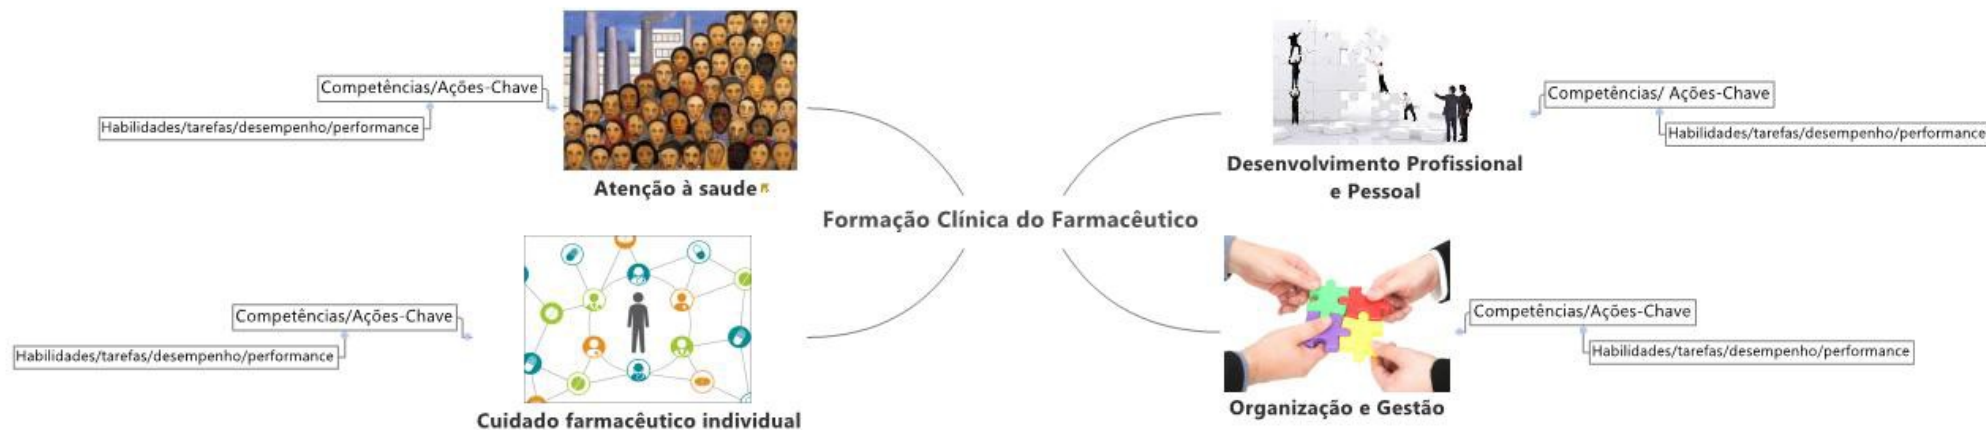 Competências/Ações-Chave
Habilidades/tarefas/desempenho/performance
Atenção à saude
Competências/Ações-Chave
Habilidades/tarefas/desempenho/performance
Cuidado farmacêutico individual
Formação Clínica do Farmacêutico
Competências/ Ações-Chave
Habilidades/tarefas/desempenho/performance
Desenvolvimento Profissional
e Pessoal
Competências/Ações-Chave
Habilidades/tarefas/desempenho/performance
Organização e Gestão